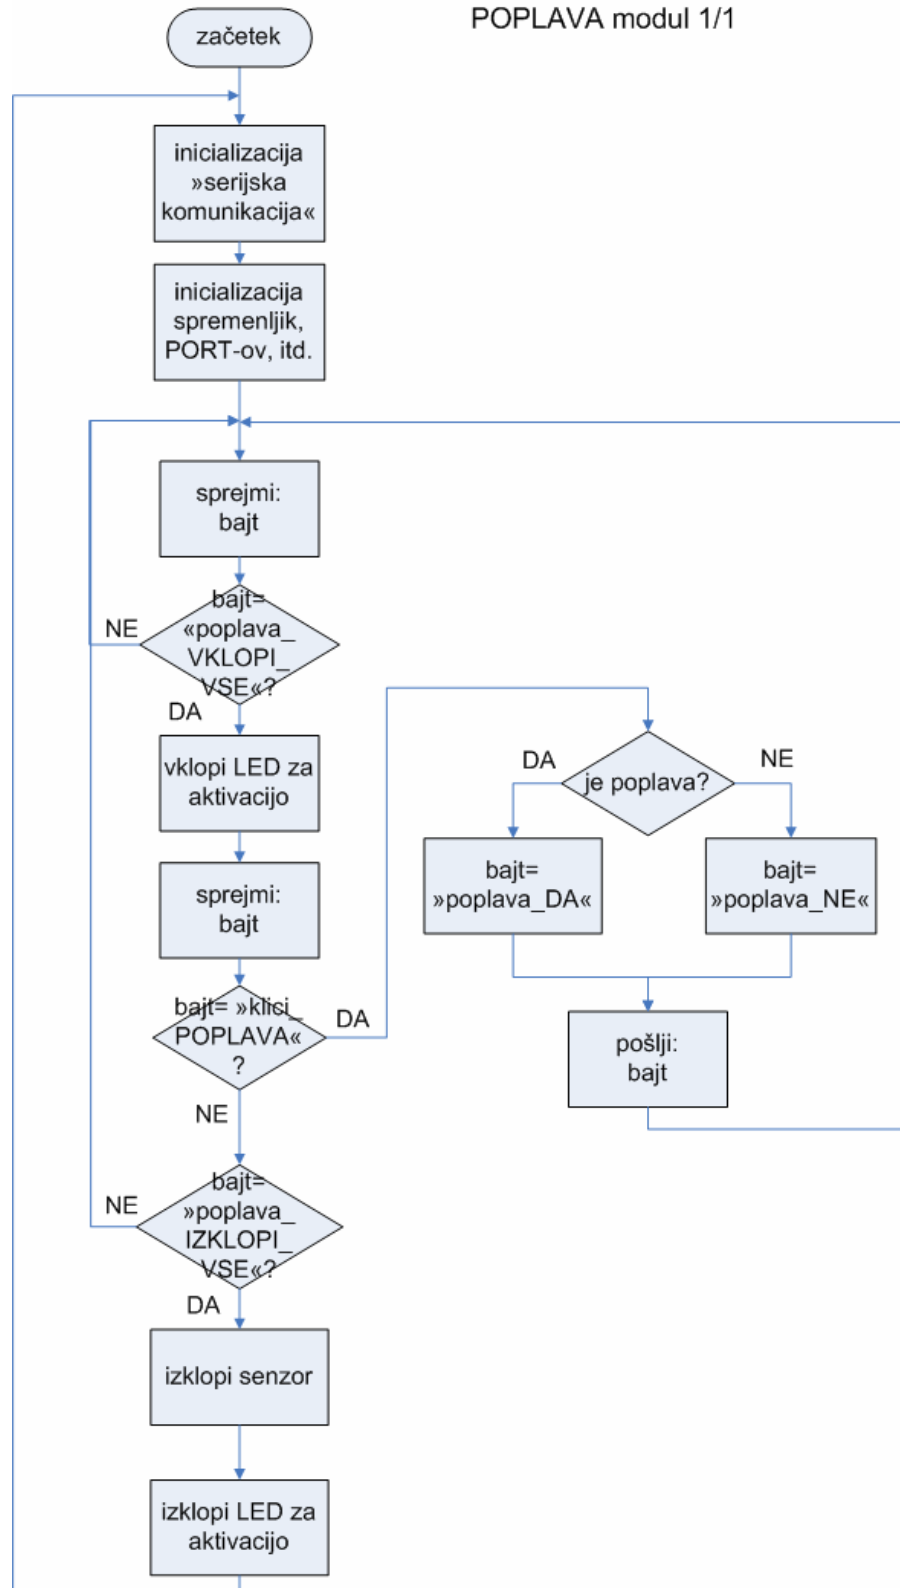 POPLAVA modul 1/1
začetek
inicializacija
»serijska
komunikacija«
inicializacija
spremenljik,
PORT-ov, itd.
sprejmi:
bajt
bajt=
«poplava_
VKLOPI_
VSE«?
NE
DA
vklopi LED za
aktivacijo
sprejmi:
bajt
bajt= »klici_
POPLAVA«
?
DA
NE
je poplava?
DA
NE
bajt=
»poplava_DA«
bajt=
»poplava_NE«
pošlji:
bajt
bajt=
»poplava_
IZKLOPI_
VSE«?
NE
DA
izklopi senzor
izklopi LED za
aktivacijo